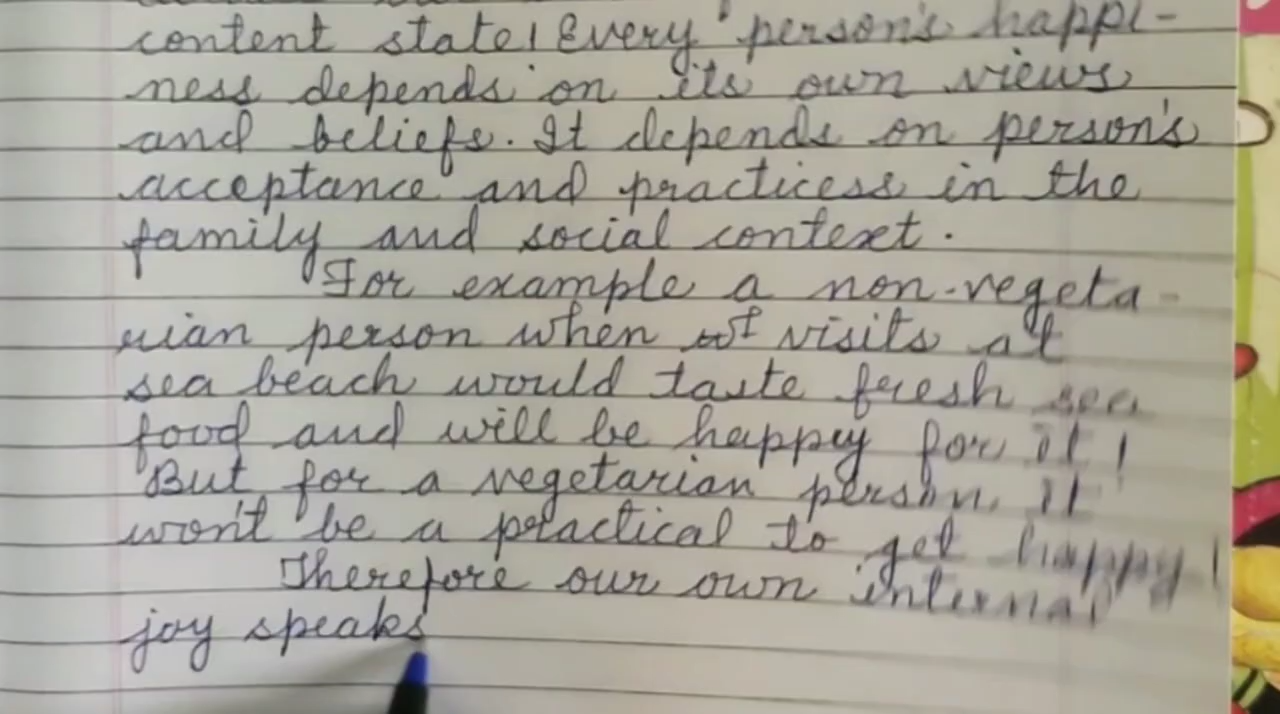 content state! Every person's happi-
ness depends on its own views
and beliefs. It depends on person's
acceptance and practicess in the
family and social context.
For example a non-vegeta-
rian person when visits at
sea beach would taste fresh sea
food and will be happy for it!
But for a vegetarian person, it
won't be a practical to get happy!
Therefore our own internal
joy speaks